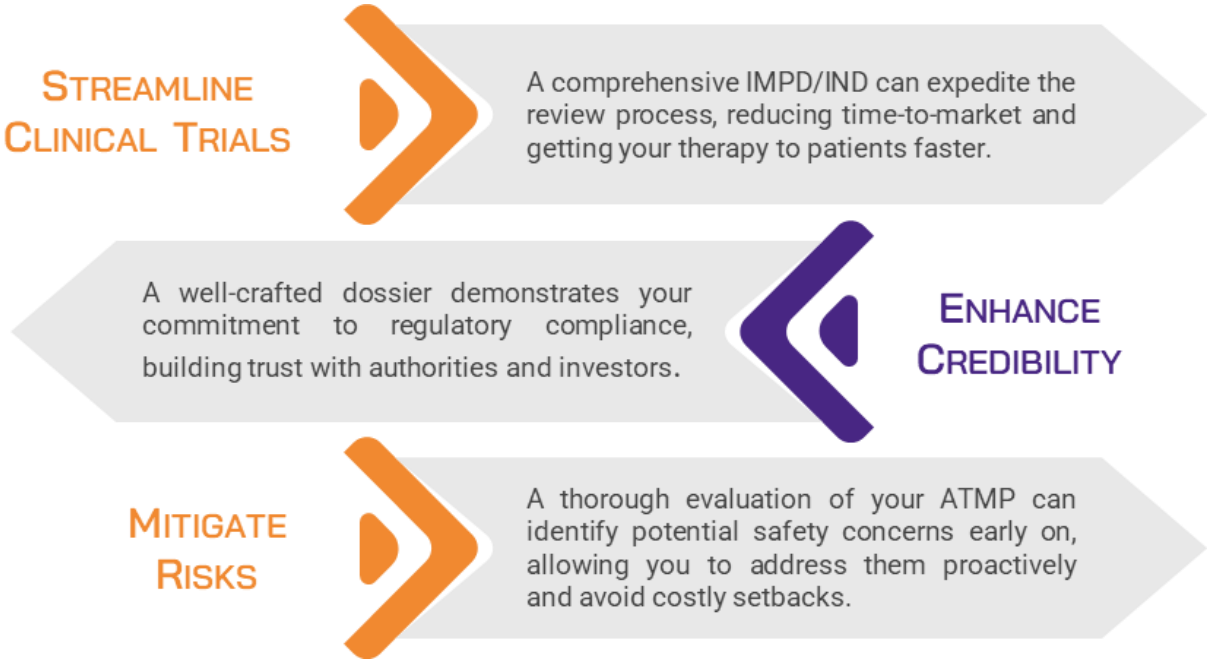 STREAMLINE
CLINICAL TRIALS
A comprehensive IMPD/IND can expedite the
review process, reducing time-to-market and
getting your therapy to patients faster.
A well-crafted dossier demonstrates your
commitment to regulatory compliance,
building trust with authorities and investors.
ENHANCE
CREDIBILITY
MITIGATE
RISKS
A thorough evaluation of your ATMP can
identify potential safety concerns early on,
allowing you to address them proactively
and avoid costly setbacks.